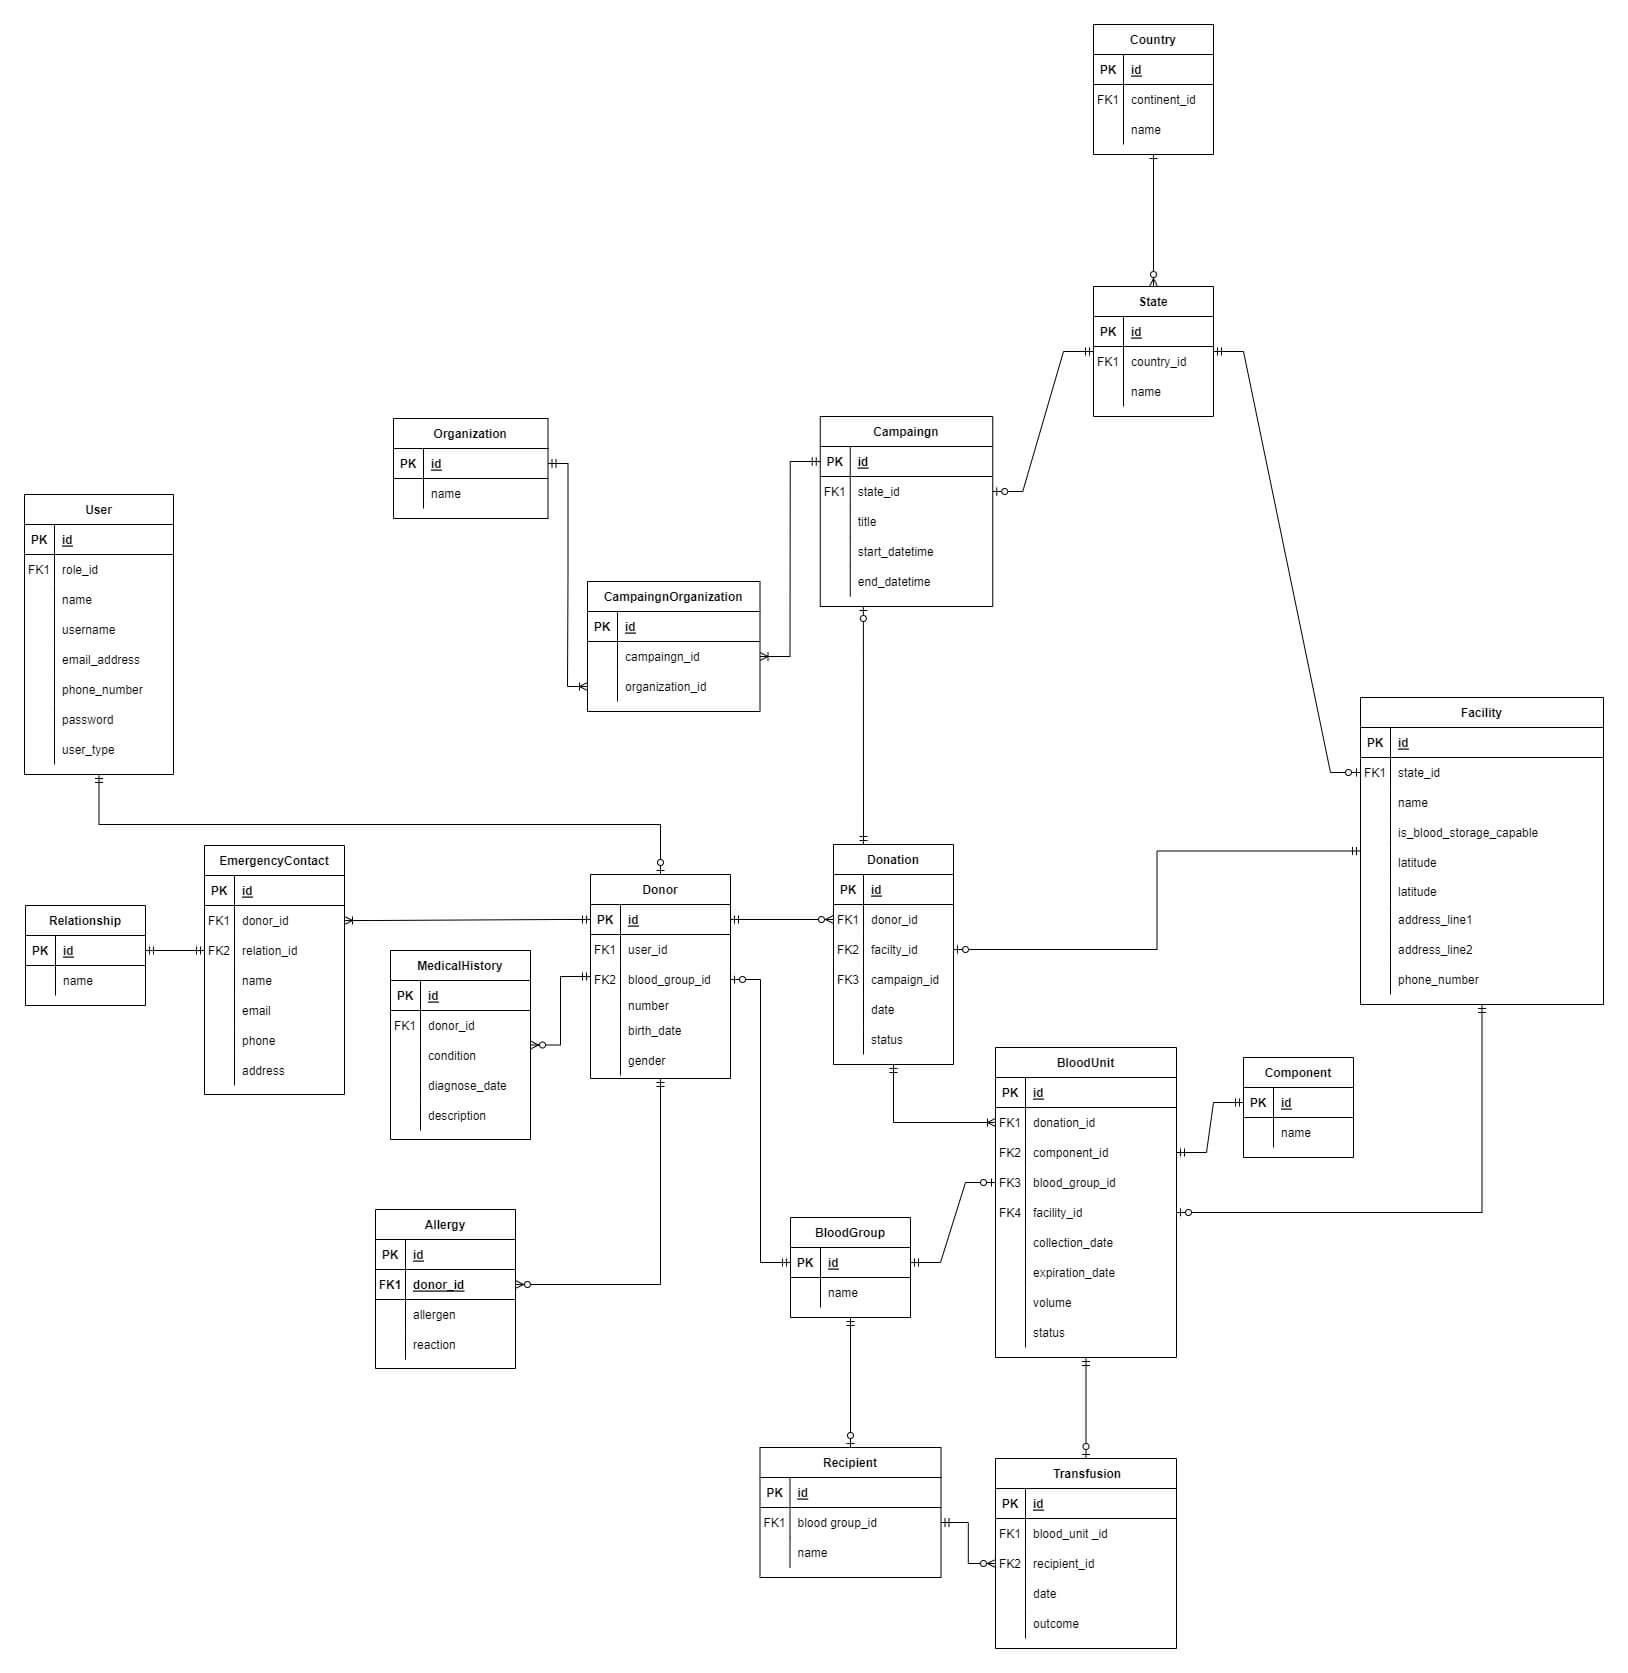 Country
PK id
FK1 continent_id
name
State
PK id
FK1 country_id
name
Organization
PK id
name
Campaingn
PK id
FK1 state_id
title
start_datetime
end_datetime
User
PK id
FK1 role_id
name
username
email_address
phone_number
password
user_type
CampaingnOrganization
PK id
campaingn_id
organization_id
Facility
PK id
FK1 state_id
name
is_blood_storage_capable
latitude
latitude
address_line1
address_line2
phone_number
EmergencyContact
PK id
FK1 donor_id
FK2 relation_id
name
email
phone
address
Relationship
PK id
name
MedicalHistory
PK id
FK1 donor_id
condition
diagnose_date
description
Donor
PK id
FK1 user_id
FK2 blood_group_id
number
birth_date
gender
Donation
PK id
FK1 donor_id
FK2 facilty_id
FK3 campaign_id
date
status
BloodUnit
PK id
FK1 donation_id
FK2 component_id
FK3 blood_group_id
FK4 facility_id
collection_date
expiration_date
volume
status
Component
PK id
name
Allergy
PK id
FK1 donor_id
allergen
reaction
BloodGroup
PK id
name
Recipient
PK id
FK1 blood group_id
name
Transfusion
PK id
FK1 blood_unit _id
FK2 recipient_id
date
outcome